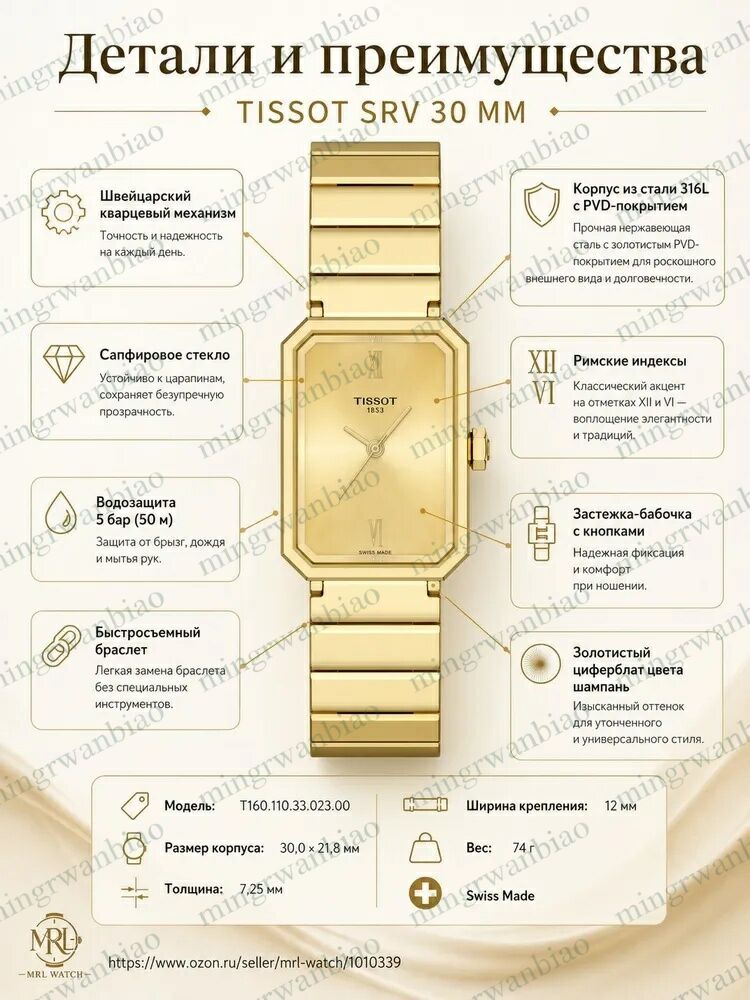 Детали и преимущества
TISSOT SRV 30 MM
Швейцарский
кварцевый механизм
Точность и надежность
на каждый день.
Сапфировое стекло
Устойчиво к царапинам,
сохраняет безупречную
прозрачность.
Водозащита
5 бар (50 м)
Защита от брызг, дождя
и мытья рук.
Быстросъемный
браслет
Легкая замена браслета
без специальных
инструментов.
XII
TISSOT
1853
VI
SWISS MADE
Корпус из стали 316L
с PVD-покрытием
Прочная нержавеющая
сталь с золотистым PVD-
покрытием для роскошного
внешнего вида и долговечности.
XII
VI
Римские индексы
Классический акцент
на отметках XII и VI —
воплощение элегантности
и традиций.
Застежка-бабочка
с кнопками
Надежная фиксация
и комфорт
при ношении.
Золотистый
циферблат цвета
шампань
Изысканный оттенок
для утонченного
и универсального стиля.
Модель: T160.110.33.023.00
Размер корпуса: 30,0 × 21,8 мм
Толщина: 7,25 мм
Ширина крепления: 12 мм
Вес: 74 г
Swiss Made
MRL
MRL WATCH
https://www.ozon.ru/seller/mrl-watch/1010339
mingrwanbiao